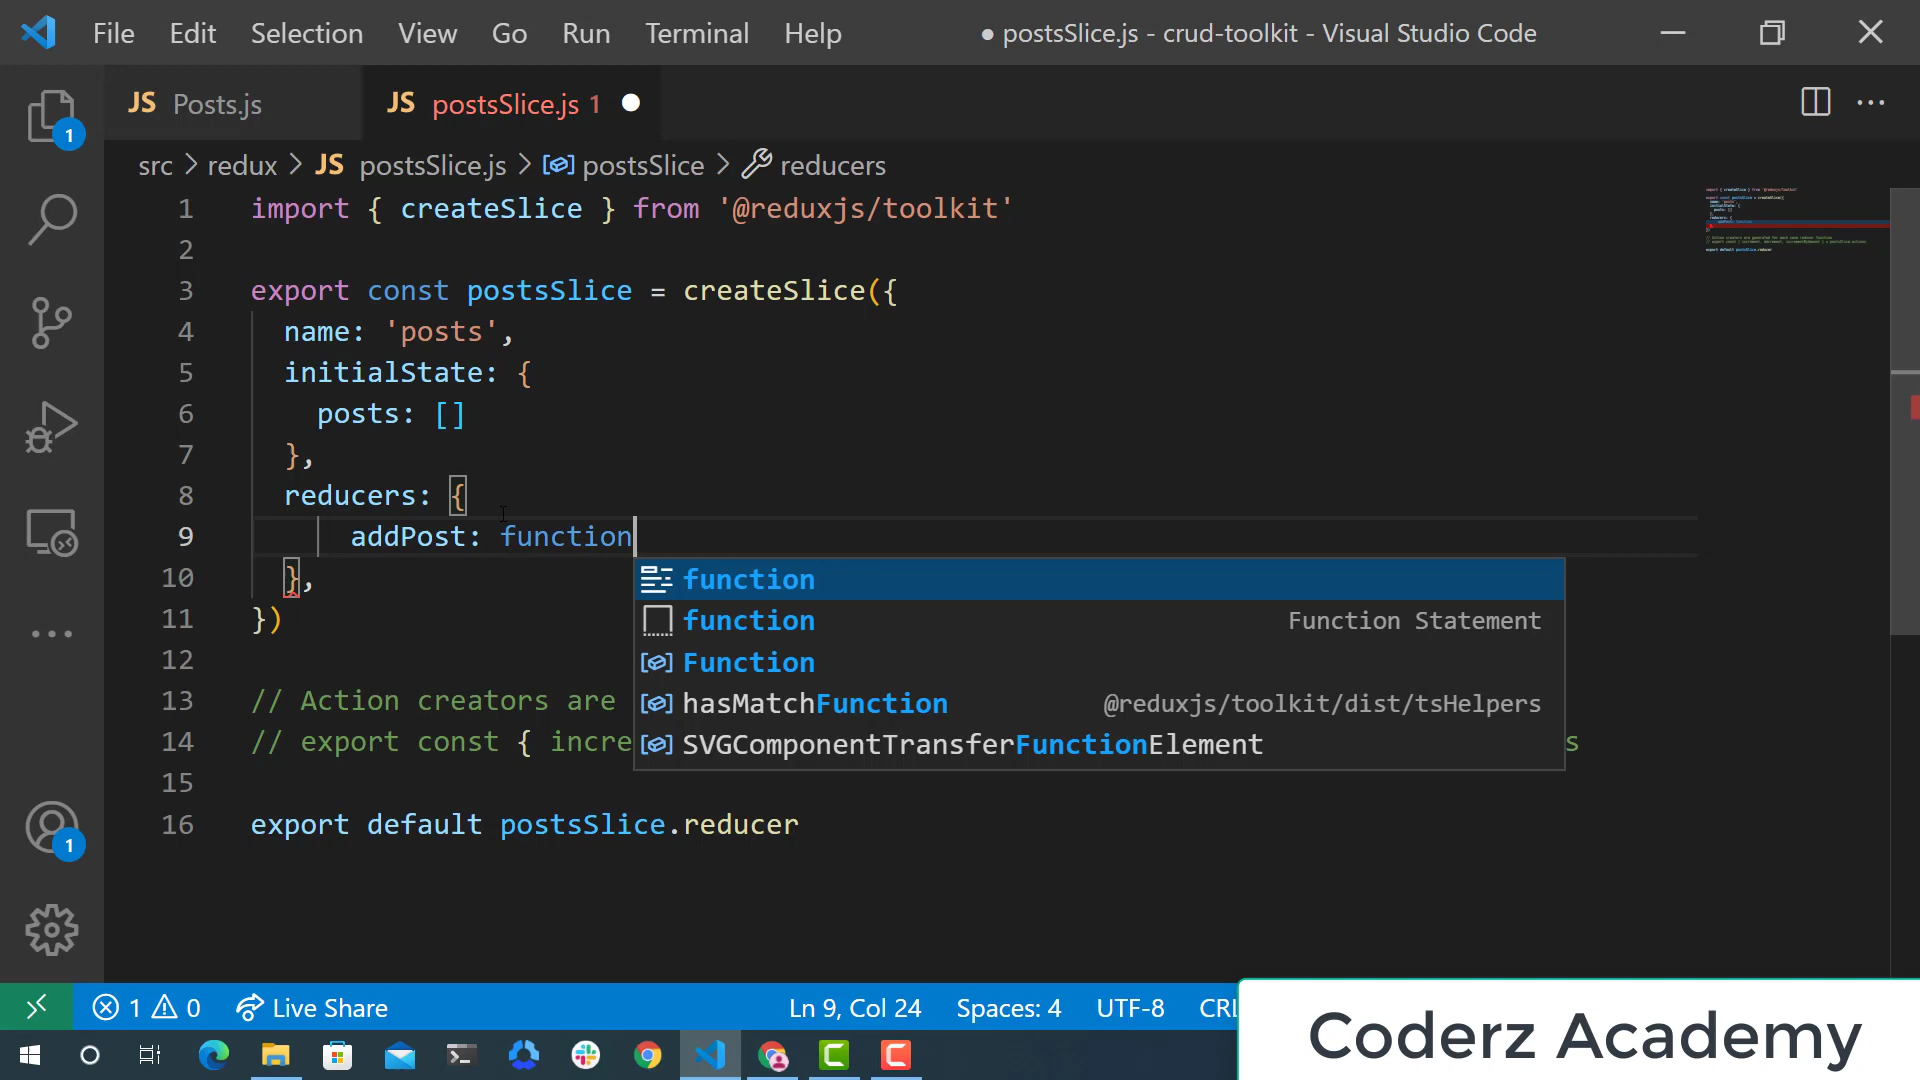 File Edit Selection View Go Run Terminal Help ● postsSlice.js - crud-toolkit - Visual Studio Code
JS Posts.js JS postsSlice.js 1
1
src > redux > JS postsSlice.js > postsSlice > reducers
1 import { createSlice } from '@reduxjs/toolkit'
2
3 export const postsSlice = createSlice({
4 name: 'posts',
5 initialState: {
6 posts: []
7 },
8 reducers: {
9 addPost: function
10 },
function
11 })
function Function Statement
12
Function
13 // Action creators are
hasMatchFunction @reduxjs/toolkit/dist/tsHelpers
14 // export const { incre
SVGComponentTransferFunctionElement
s
15
16 export default postsSlice.reducer
1
1 0 Live Share Ln 9, Col 24 Spaces: 4 UTF-8 CRL
Coderz Academy